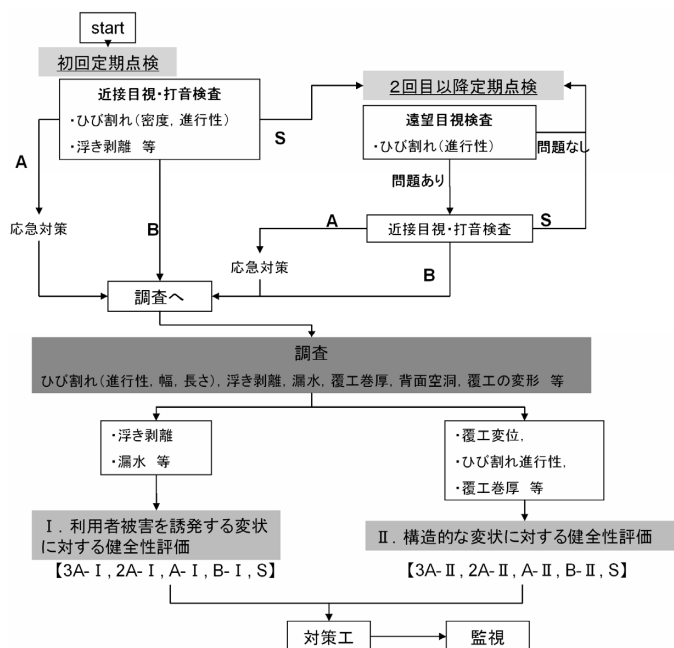 start
初回定期点検
近接目視・打音検査
・ひび割れ（密度，進行性）
・浮き剥離 等
A
S
B
応急対策
2回目以降定期点検
遠望目視検査
・ひび割れ（進行性）
問題なし
問題あり
A
S
近接目視・打音検査
応急対策
B
調査へ
調査
ひび割れ（進行性，幅，長さ），浮き剥離，漏水，覆工巻厚，背面空洞，覆工の変形 等
・浮き剥離
・漏水 等
・覆工変位，
・ひび割れ進行性，
・覆工巻厚 等
Ⅰ．利用者被害を誘発する変状
に対する健全性評価
【3A-Ⅰ，2A-Ⅰ，A-Ⅰ，B-Ⅰ，S】
Ⅱ．構造的な変状に対する健全性評価
【3A-Ⅱ，2A-Ⅱ，A-Ⅱ，B-Ⅱ，S】
対策工
監視